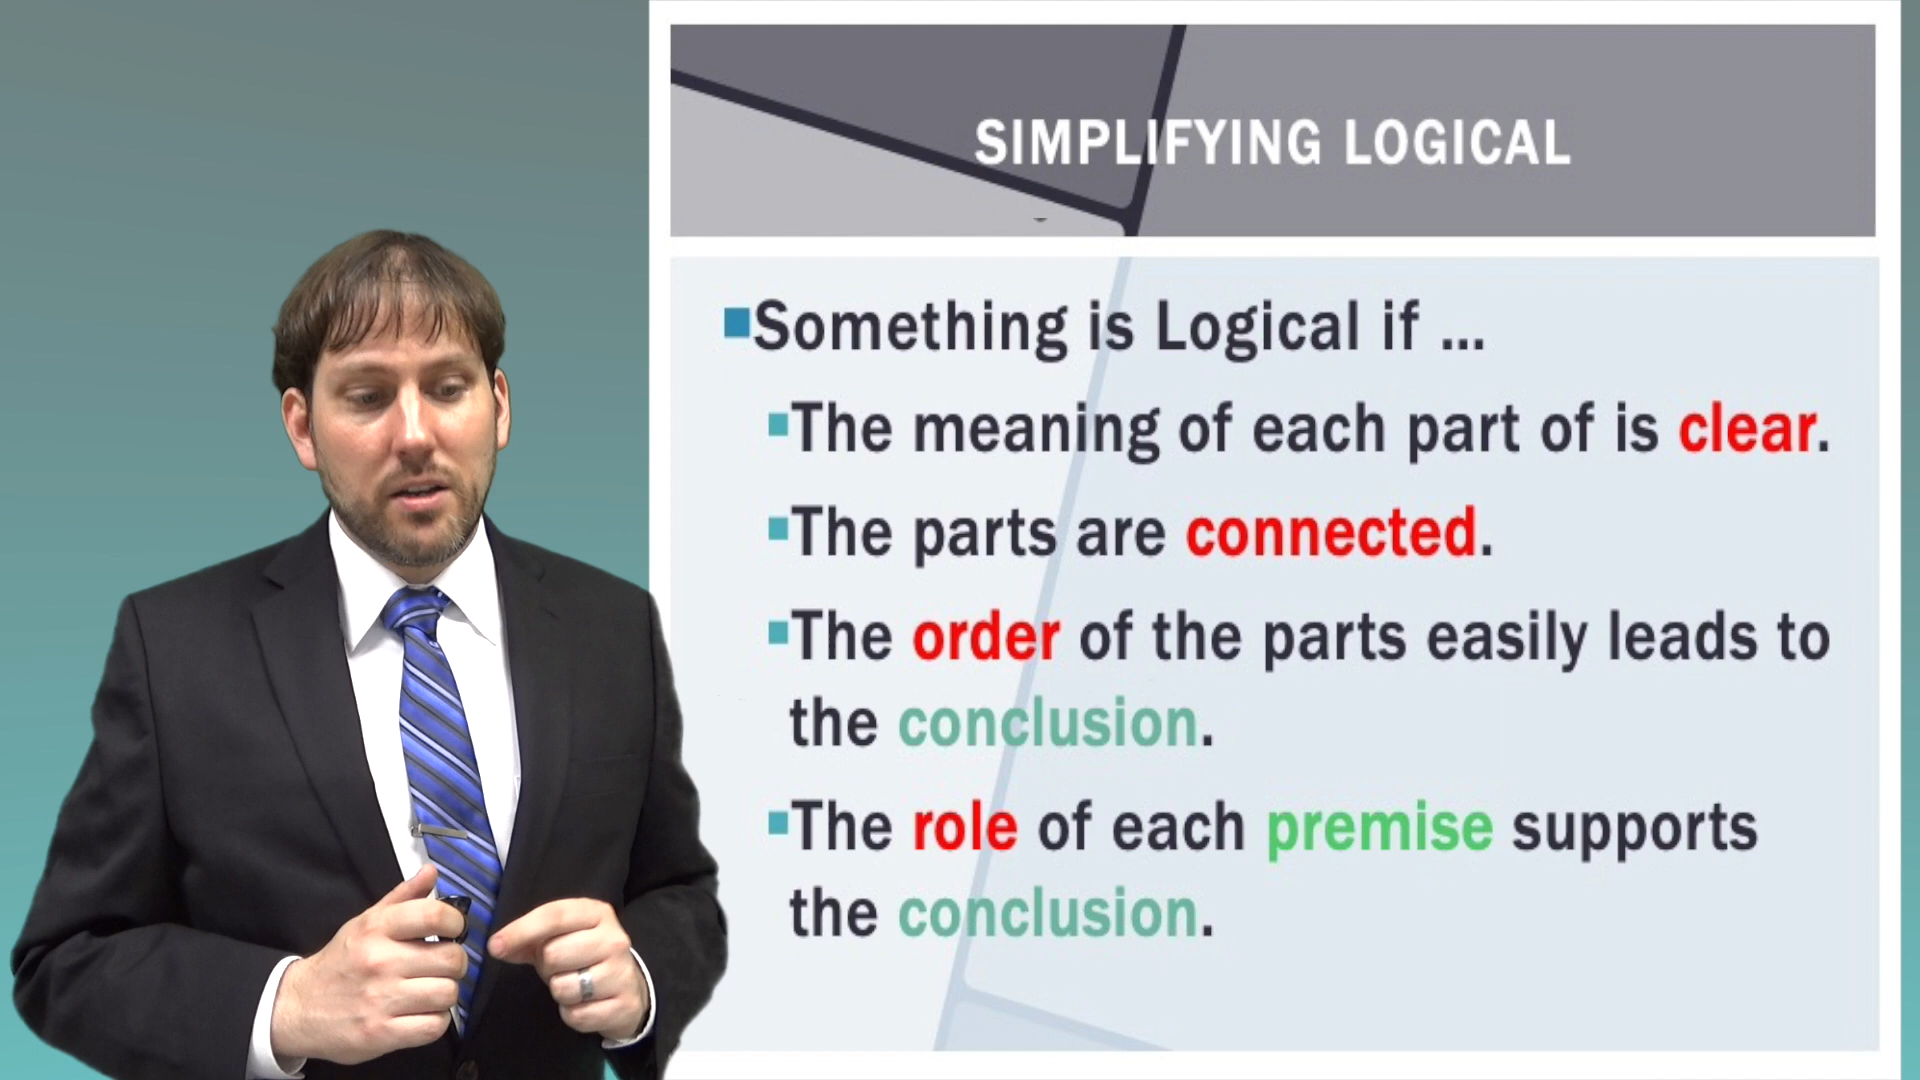 SIMPLIFYING LOGICAL
Something is Logical if ...
The meaning of each part of is clear.
The parts are connected.
The order of the parts easily leads to
the conclusion.
The role of each premise supports
the conclusion.